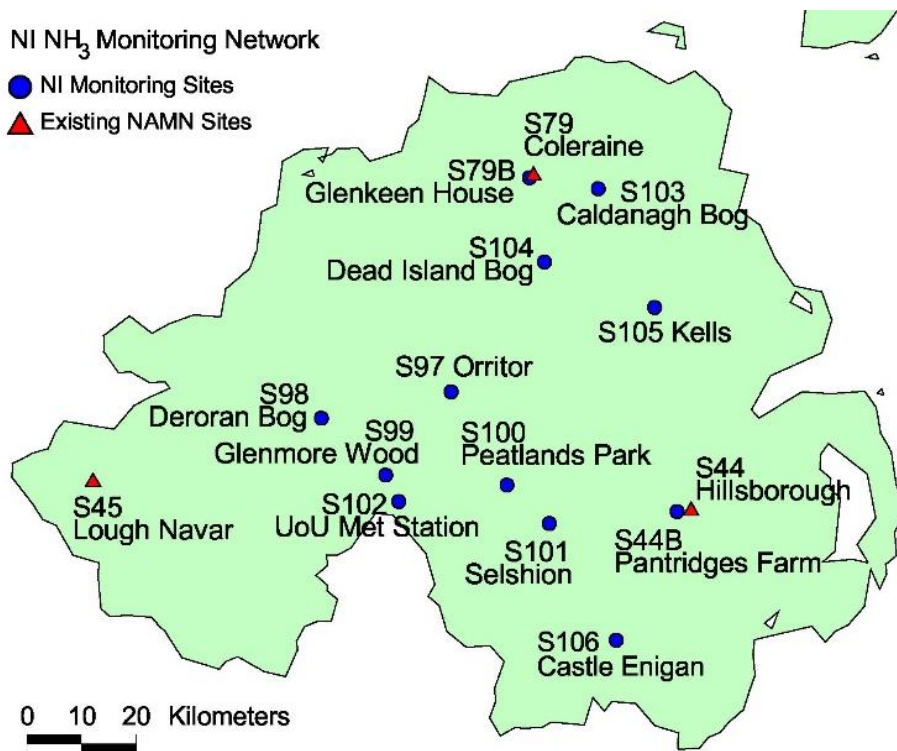 NI NH3 Monitoring Network
NI Monitoring Sites
Existing NAMN Sites
S79
Coleraine
S79B
Glenkeen House
S103
Caldanagh Bog
S104
Dead Island Bog
S105 Kells
S97 Orritor
S98
Deroran Bog
S99
Glenmore Wood
S100
Peatlands Park
S44
Hillsborough
S45
Lough Navar
S102
UoU Met Station
S101
Selshion
S44B
Pantridges Farm
S106
Castle Enigan
0 10 20 Kilometers